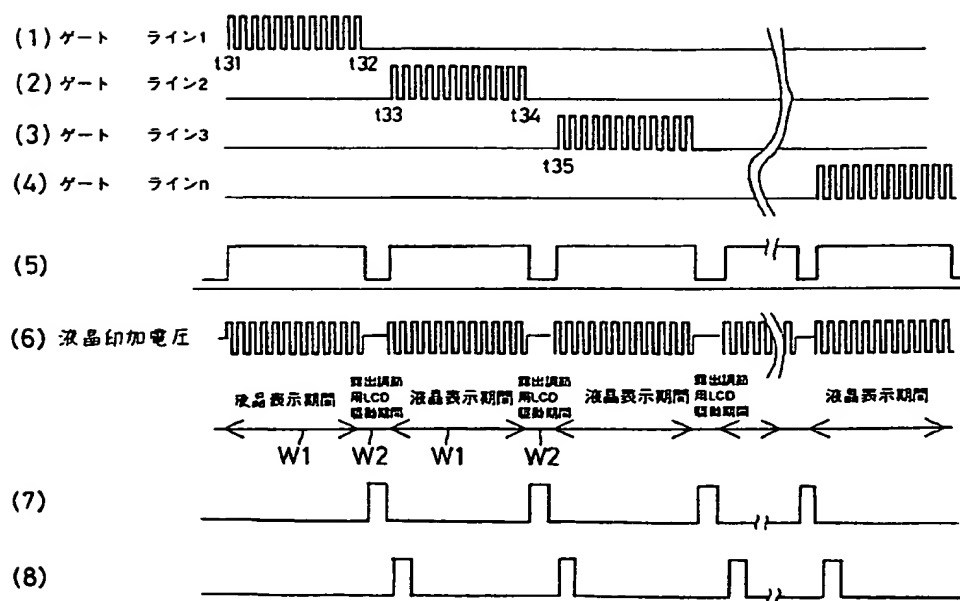 (1) ゲート ライン1
t31 t32
(2) ゲート ライン2
t33 t34
(3) ゲート ライン3
t35
(4) ゲート ラインn
(5)
(6) 液晶印加電圧
液晶表示期間 露出調節用LCD駆動期間 液晶表示期間 露出調節用LCD駆動期間 液晶表示期間 露出調節用LCD駆動期間 液晶表示期間
W1 W2 W1 W2
(7)
(8)